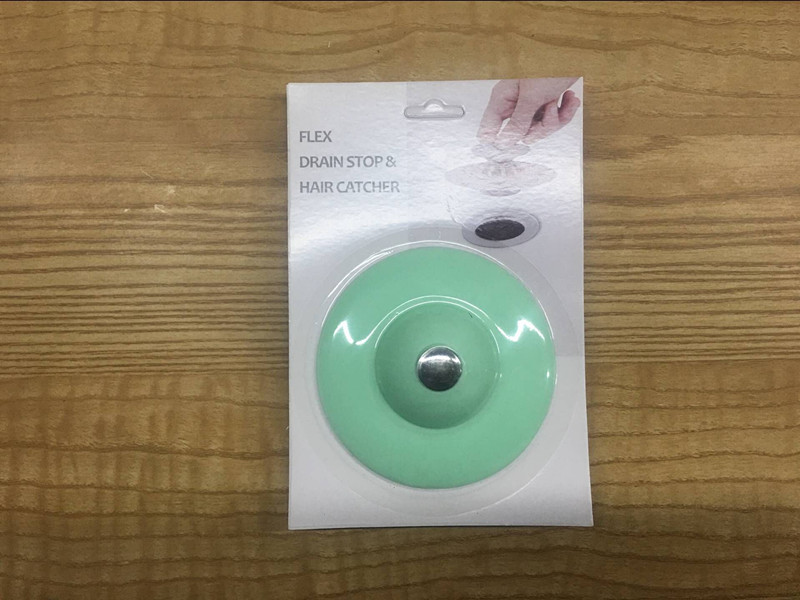 FLEX
DRAIN STOP &
HAIR CATCHER